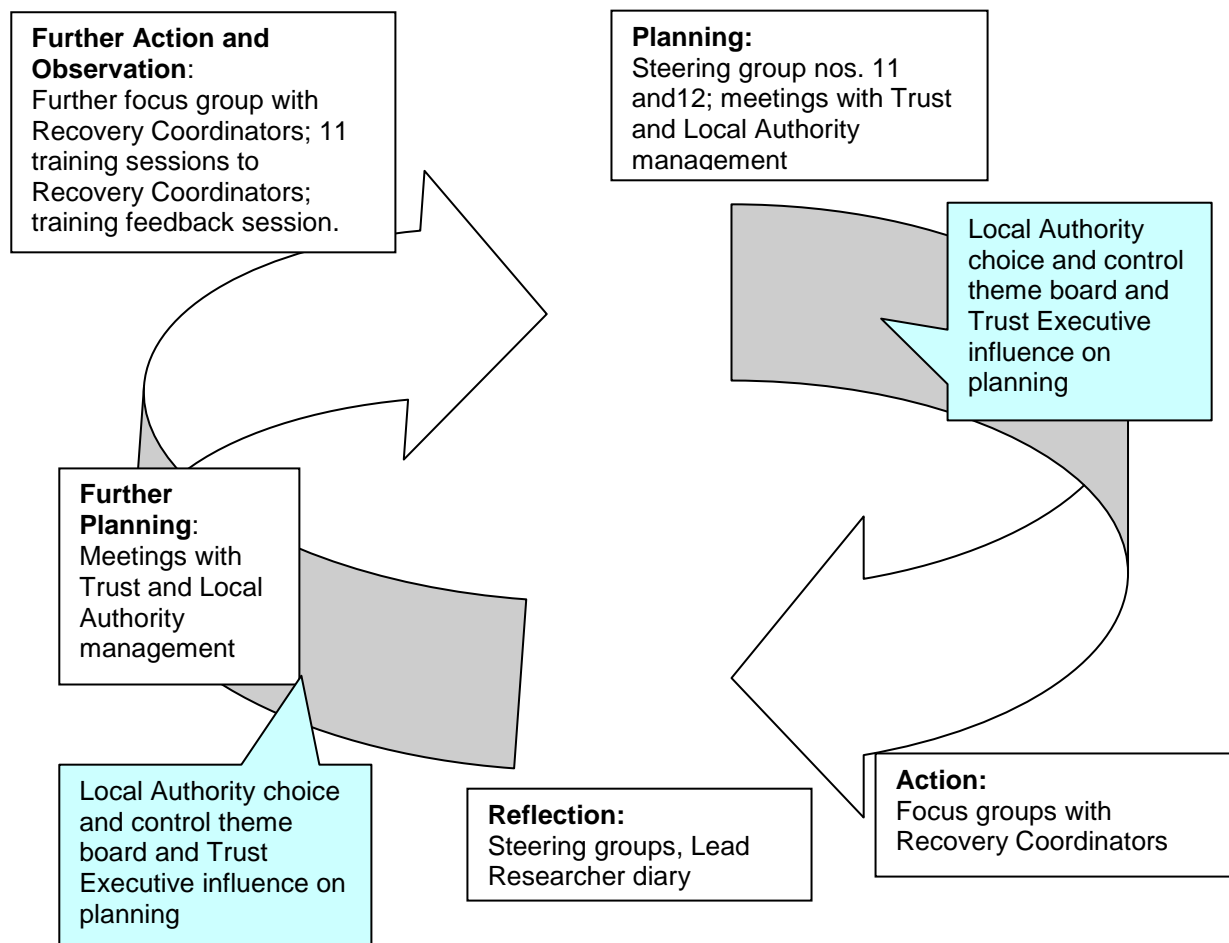 Further Action and
Observation:
Further focus group with
Recovery Coordinators; 11
training sessions to
Recovery Coordinators;
training feedback session.
Planning:
Steering group nos. 11
and12; meetings with Trust
and Local Authority
management
Local Authority
choice and control
theme board and
Trust Executive
influence on
planning
Further
Planning:
Meetings with
Trust and Local
Authority
management
Local Authority choice
and control theme
board and Trust
Executive influence on
planning
Reflection:
Steering groups, Lead
Researcher diary
Action:
Focus groups with
Recovery Coordinators